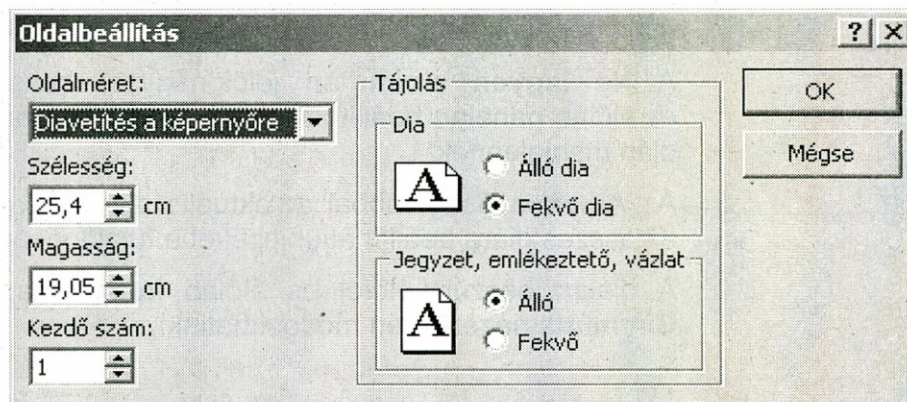 Oldalbeállítás
Oldalméret:
Diavetítés a képernyőre
Szélesség:
25,4 cm
Magasság:
19,05 cm
Kezdő szám:
1
Tájolás
Dia
A
Álló dia
Fekvő dia
Jegyzet, emlékeztető, vázlat
A
Álló
Fekvő
? X
OK
Mégse